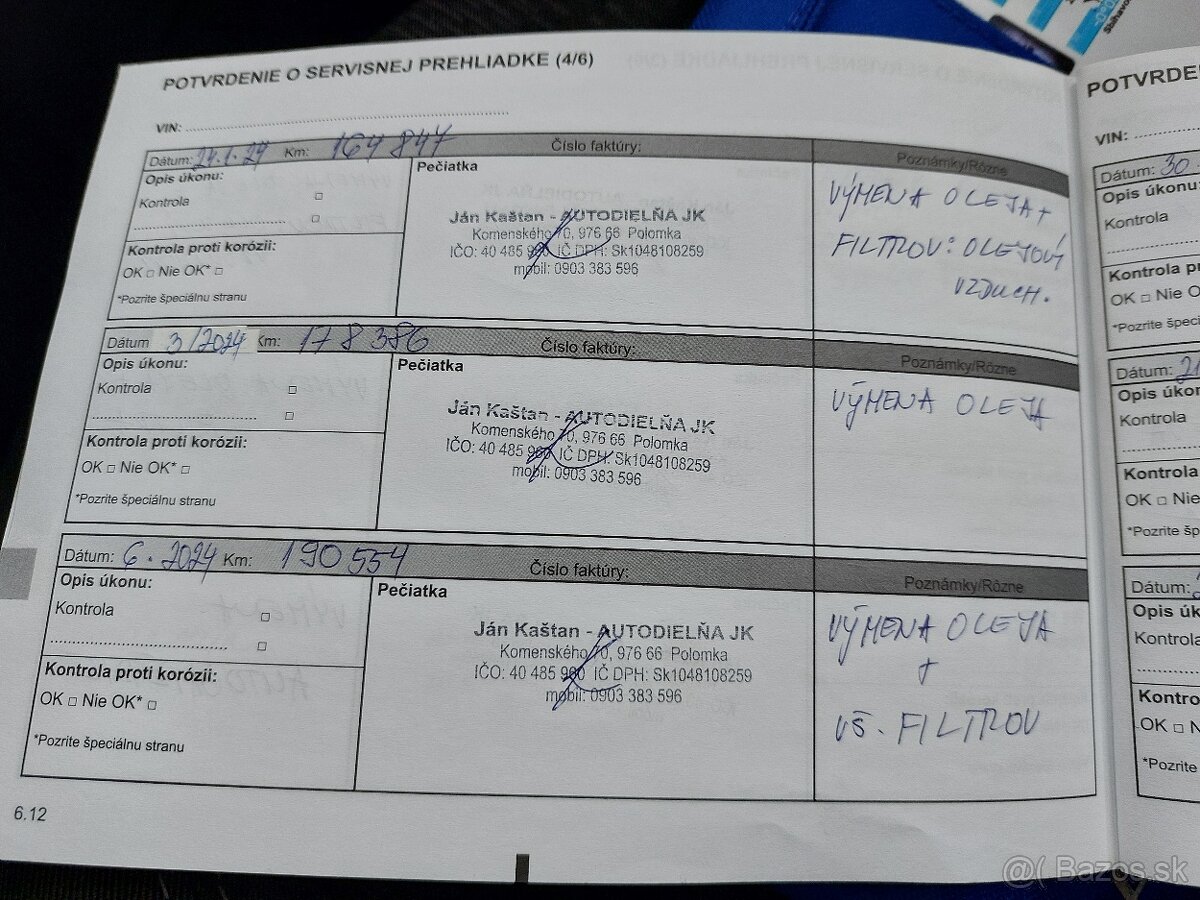 POTVRDENIE O SERVISNEJ PREHLIADKE (4/6)
VIN:
Dátum: 24.1.24 Km: 164 847 Číslo faktúry: Poznámky/Rôzne
Opis úkonu:
Kontrola
Kontrola proti korózii:
OK □ Nie OK* □
*Pozrite špeciálnu stranu
Pečiatka
Ján Kaštan - AUTODIELŇA JK
Komenského 70, 976 66 Polomka
IČO: 40 485 960 IČ DPH: Sk1048108259
mobil: 0903 383 596
VÝMENA OLEJA +
FILTROV: OLEJOVÝ
VZDUCH.
Dátum 3/2024 Km: 178 386 Číslo faktúry: Poznámky/Rôzne
Opis úkonu:
Kontrola
Kontrola proti korózii:
OK □ Nie OK* □
*Pozrite špeciálnu stranu
Pečiatka
Ján Kaštan - AUTODIELŇA JK
Komenského 70, 976 66 Polomka
IČO: 40 485 960 IČ DPH: Sk1048108259
mobil: 0903 383 596
VÝMENA OLEJA
Dátum: 6.2024 Km: 190 554 Číslo faktúry: Poznámky/Rôzne
Opis úkonu:
Kontrola
Kontrola proti korózii:
OK □ Nie OK* □
*Pozrite špeciálnu stranu
Pečiatka
Ján Kaštan - AUTODIELŇA JK
Komenského 70, 976 66 Polomka
IČO: 40 485 960 IČ DPH: Sk1048108259
mobil: 0903 383 596
VÝMENA OLEJA
+
VŠ. FILTROV
6.12
POTVRDE
VIN:
Dátum: 30
Opis úkonu:
Kontrola
Kontrola pr
OK □ Nie O
*Pozrite špeci
Dátum: 21
Opis úkon
Kontrola
Kontrola
OK □ Nie
*Pozrite šp
Dátum:
Opis úk
Kontrola
Kontro
OK □ N
*Pozrite
@( Bazos.sk